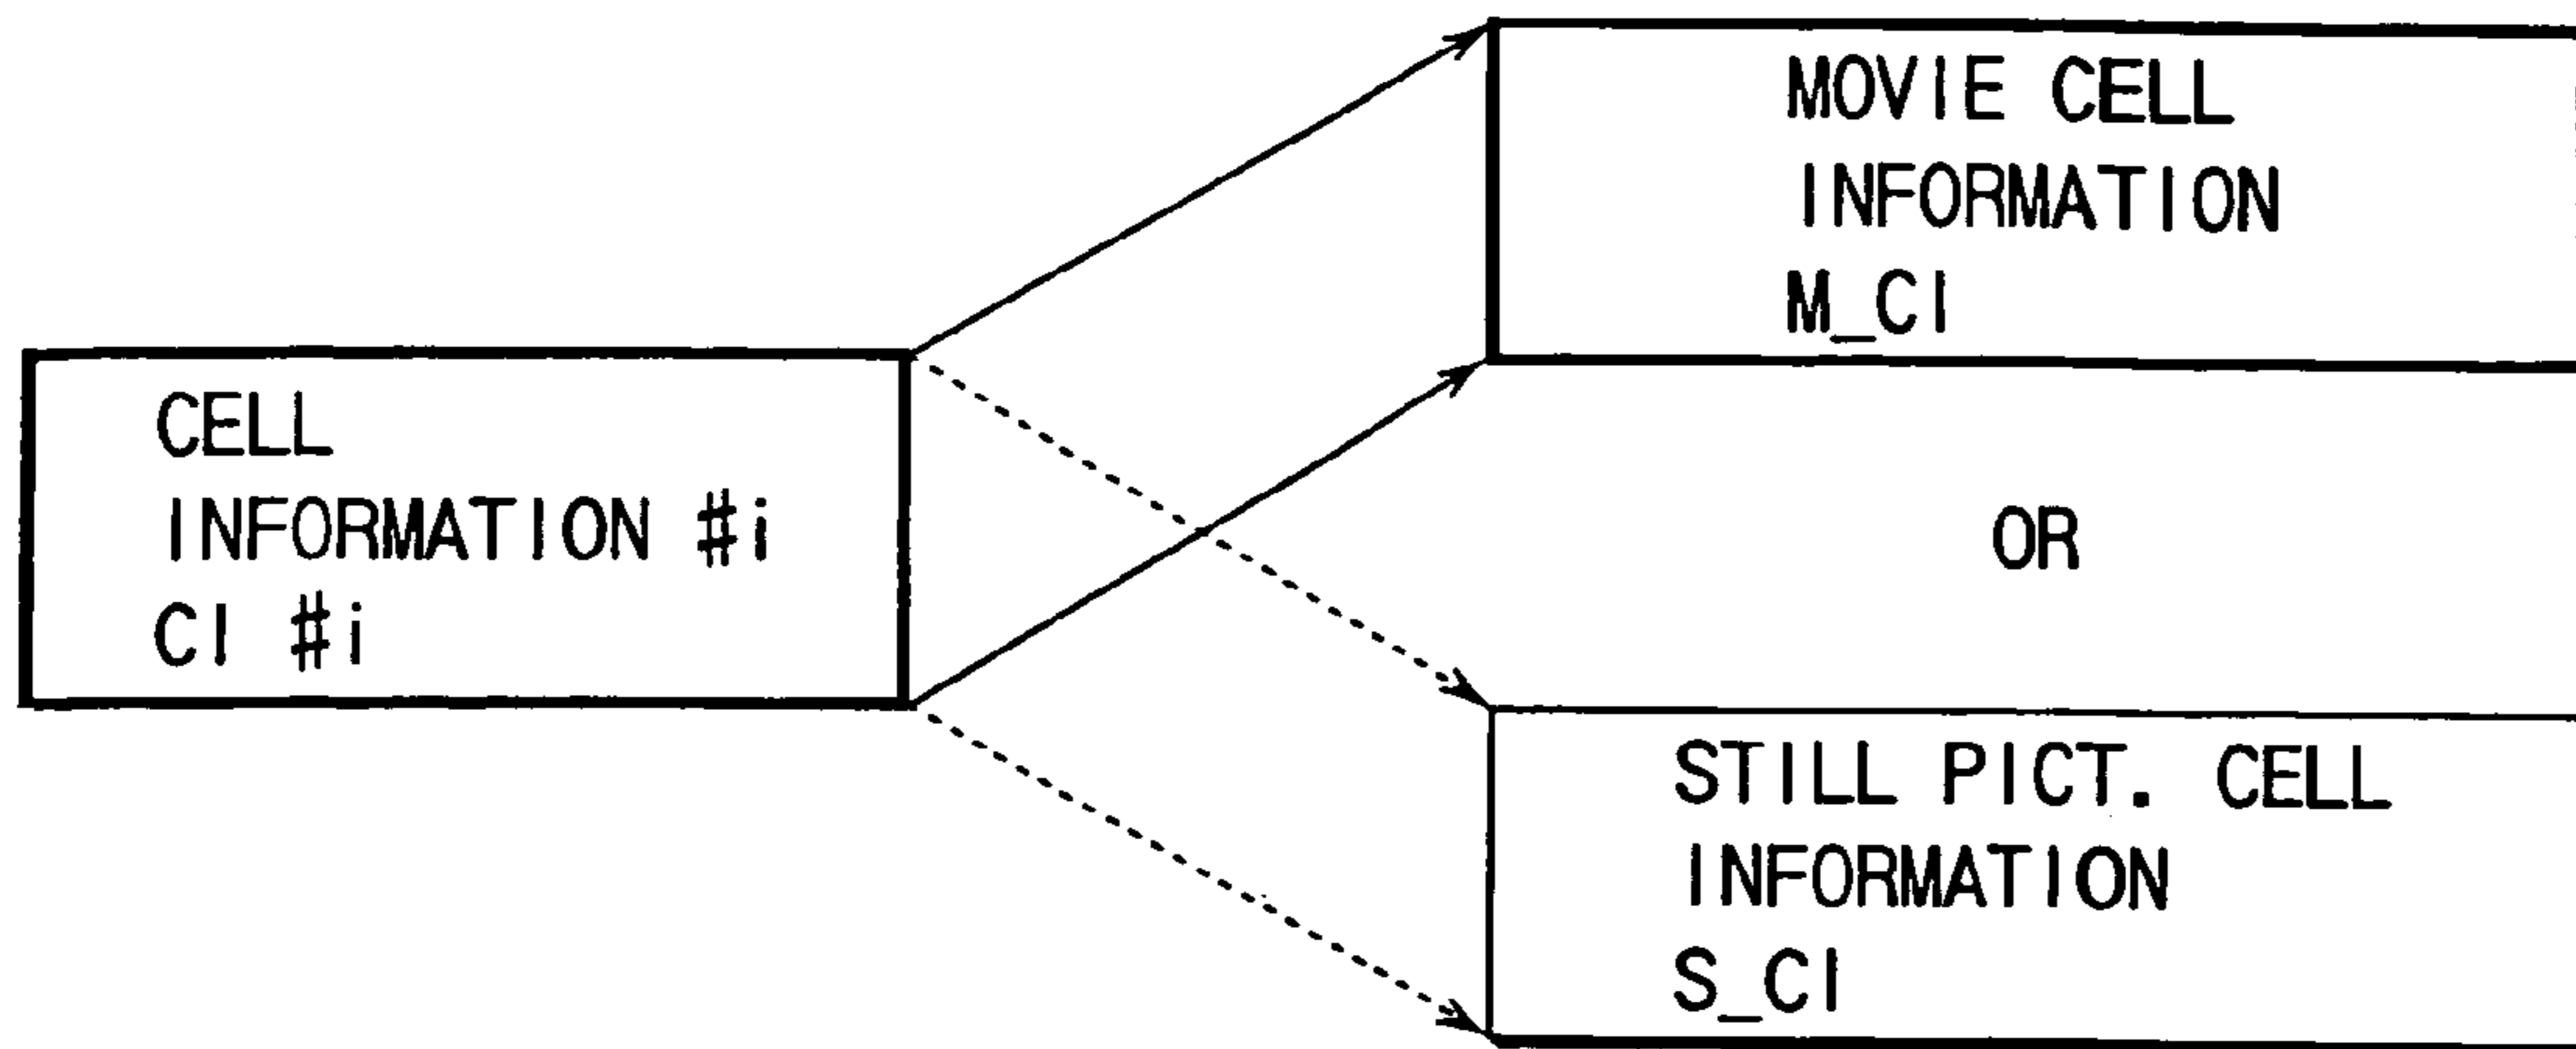 MOVIE CELL
INFORMATION
M_CI
CELL
INFORMATION #i
CI #i
OR
STILL PICT. CELL
INFORMATION
S_CI